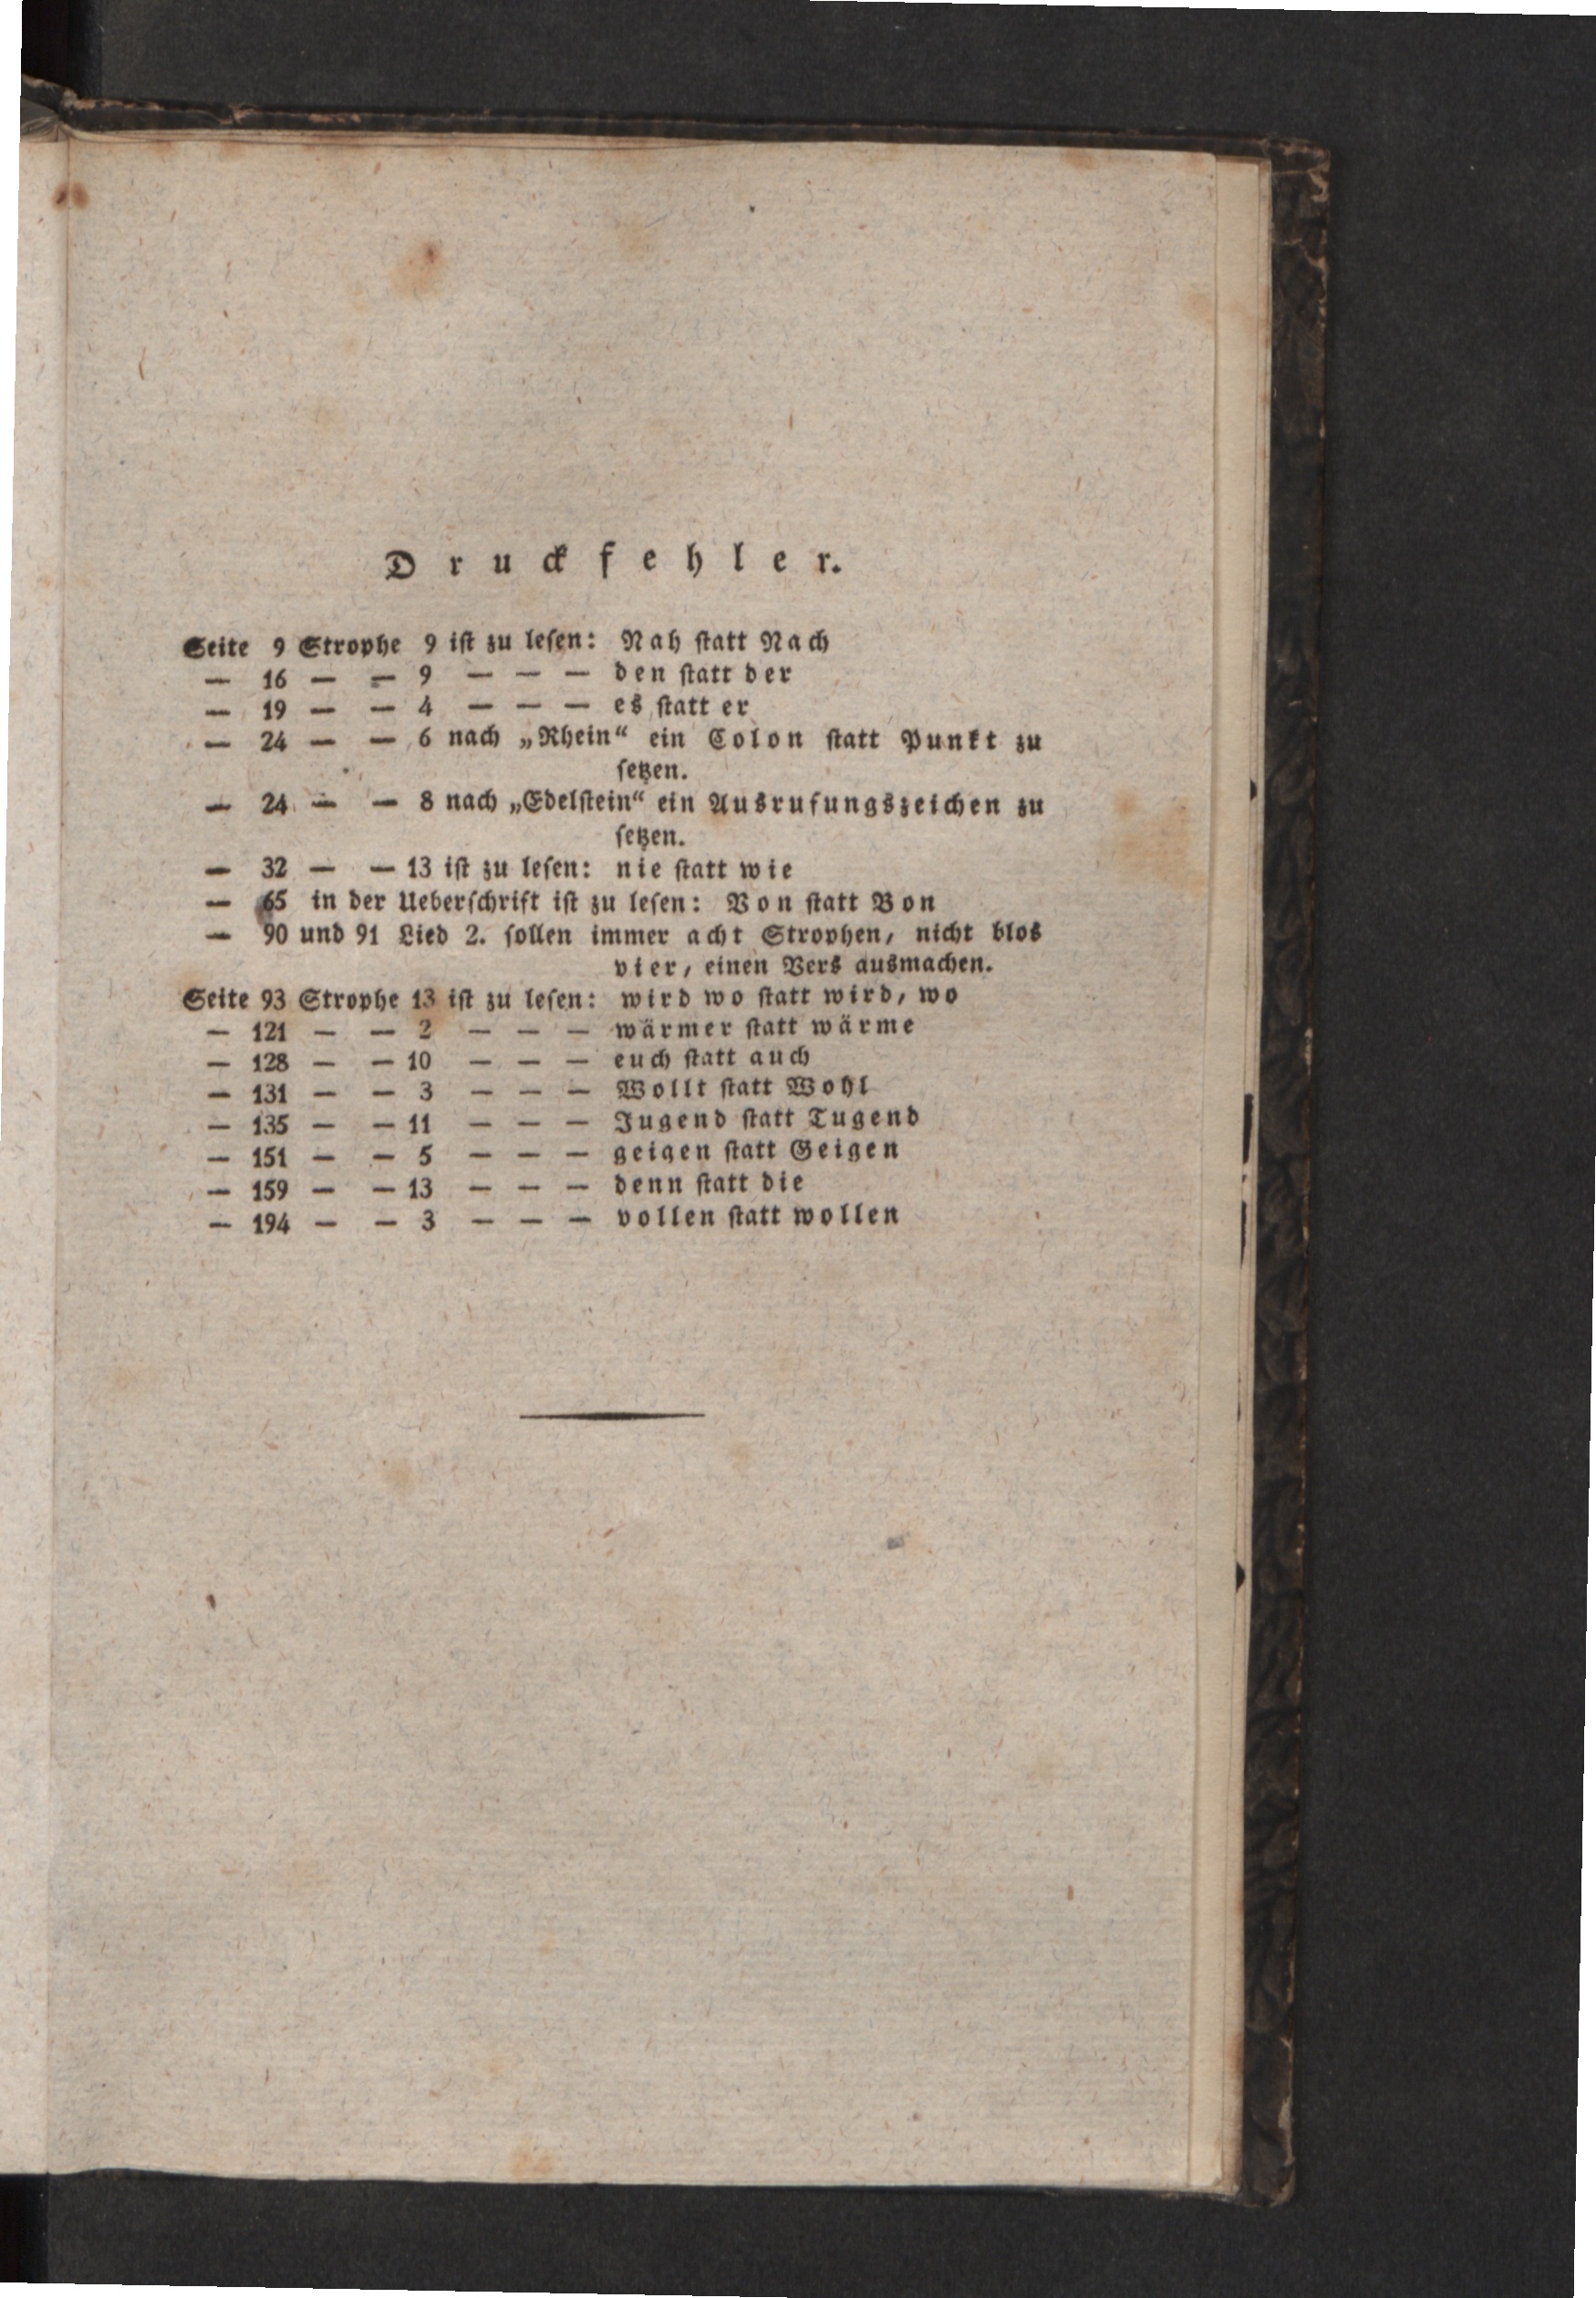 Druckfehler.
Seite 9 Strophe 9 iſt zu leſen: Nah ſtatt Nach
— 16 — — 9 — — — den ſtatt der
— 19 — — 4 — — — es ſtatt er
— 24 — — 6 nach „Rhein“ ein Colon ſtatt Punkt zu
ſetzen.
— 24 — — 8 nach „Edelſtein“ ein Ausrufungszeichen zu
ſetzen.
— 32 — — 13 iſt zu leſen: nie ſtatt wie
— 65 in der Ueberſchrift iſt zu leſen: Von ſtatt Bon
— 90 und 91 Lied 2. ſollen immer acht Strophen, nicht blos
vier, einen Vers ausmachen.
Seite 93 Strophe 13 iſt zu leſen: wird wo ſtatt wird, wo
— 121 — — 2 — — — wärmer ſtatt wärme
— 128 — — 10 — — — euch ſtatt auch
— 131 — — 3 — — — Wollt ſtatt Wohl
— 135 — — 11 — — — Jugend ſtatt Tugend
— 151 — — 5 — — — geigen ſtatt Geigen
— 159 — — 13 — — — denn ſtatt die
— 194 — — 3 — — — vollen ſtatt wollen